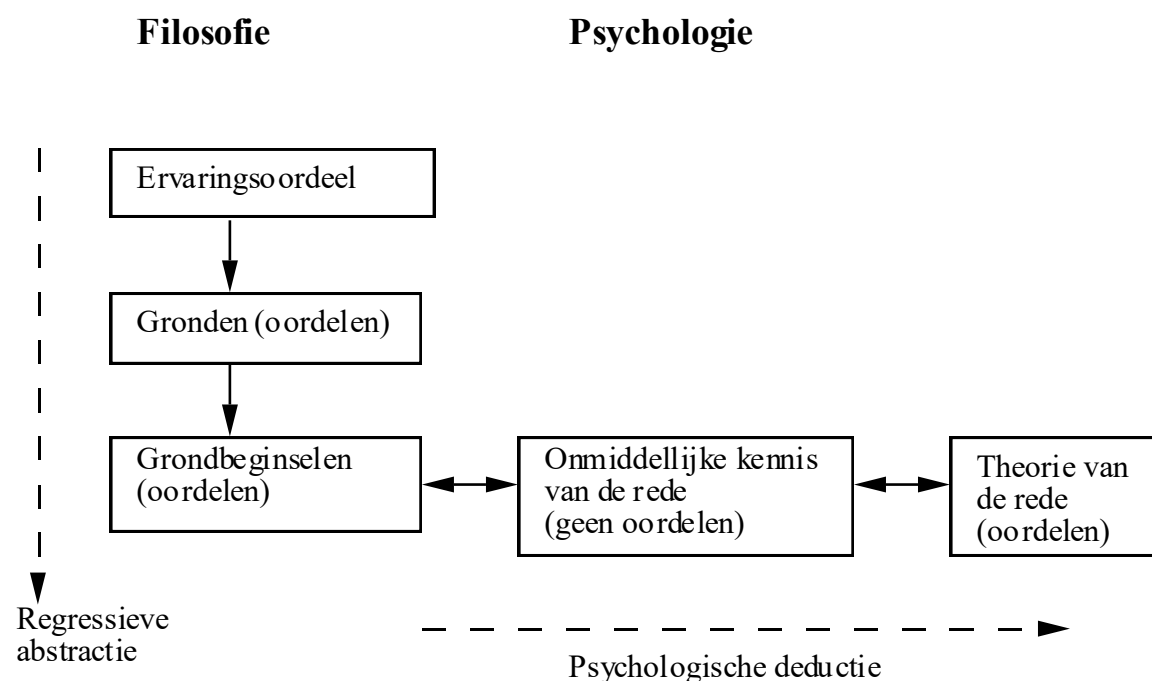 Filosofie
Psychologie
Ervaringsoordeel
Gronden (oordelen)
Grondbeginselen
(oordelen)
Onmiddellijke kennis
van de rede
(geen oordelen)
Theorie van
de rede
(oordelen)
Regressieve
abstractie
Psychologische deductie